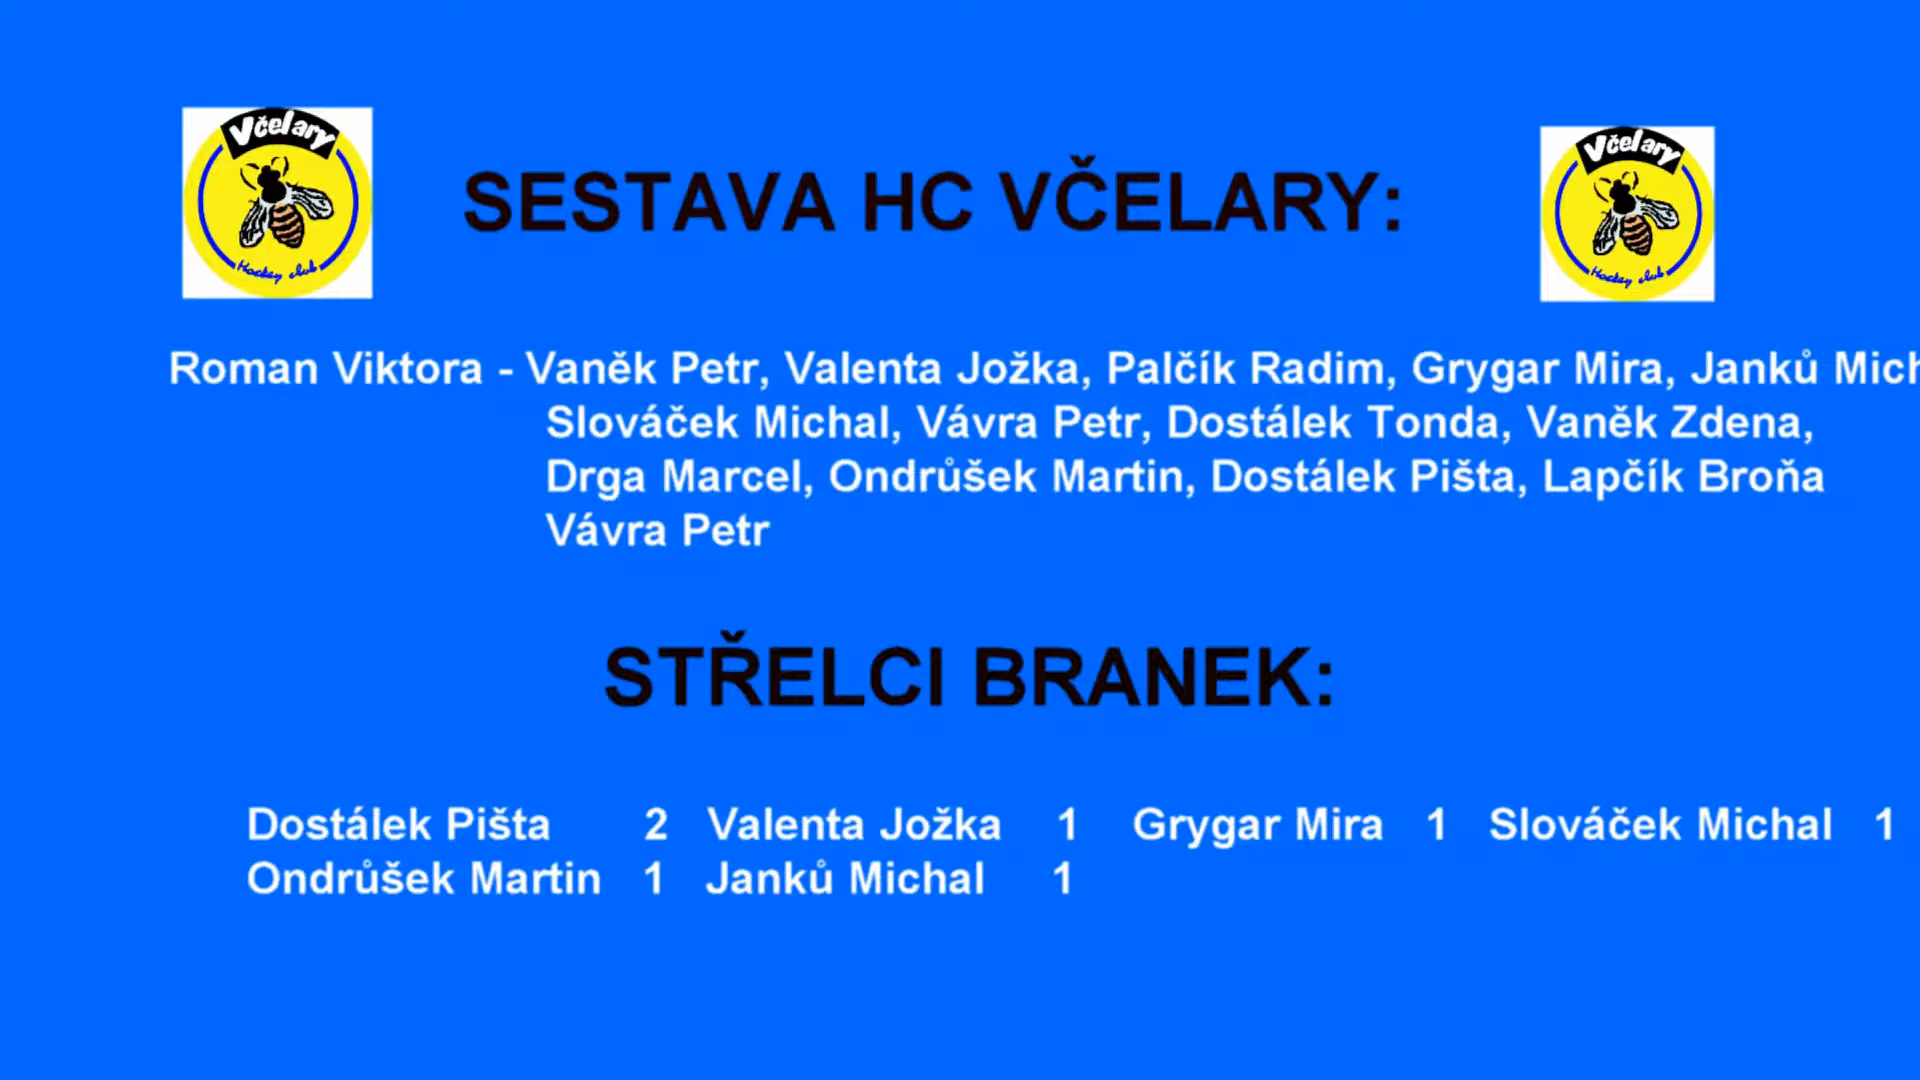 Včelary
Hockey club
Včelary
Hockey club
SESTAVA HC VČELARY:
Roman Viktora - Vaněk Petr, Valenta Jožka, Palčík Radim, Grygar Mira, Janků Mich
Slováček Michal, Vávra Petr, Dostálek Tonda, Vaněk Zdena,
Drga Marcel, Ondrůšek Martin, Dostálek Pišta, Lapčík Broňa
Vávra Petr
STŘELCI BRANEK:
Dostálek Pišta 2 Valenta Jožka 1 Grygar Mira 1 Slováček Michal 1
Ondrůšek Martin 1 Janků Michal 1